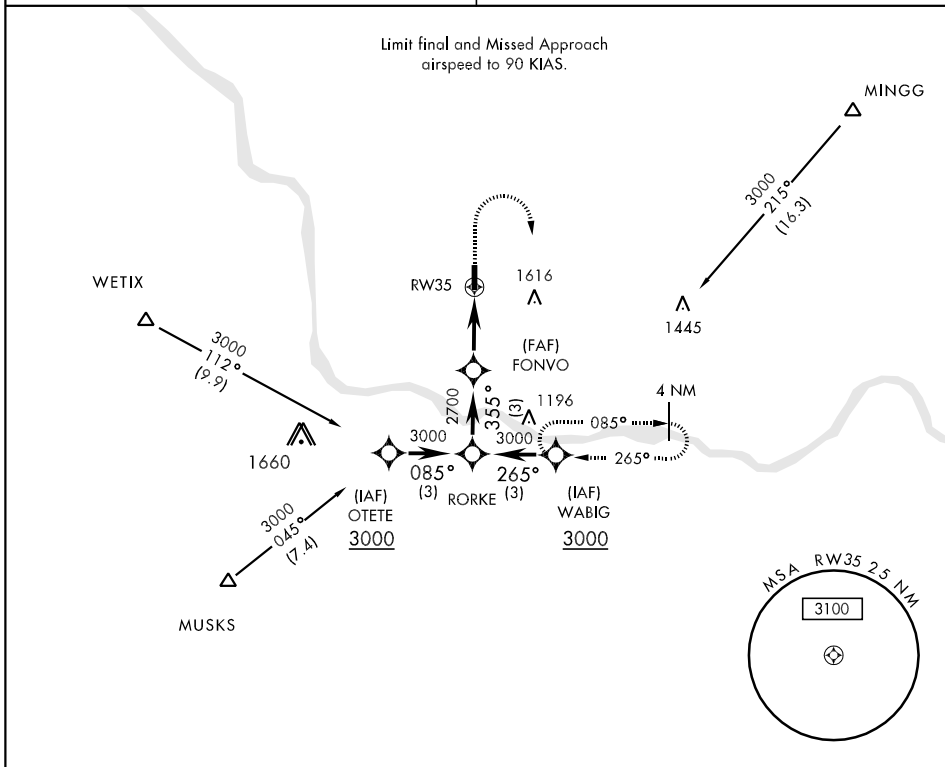 Limit final and Missed Approach
airspeed to 90 KIAS.
MINGG
3000
215°
(16.3)
WETIX
3000
112°
(9.9)
RW35
1616
1445
(FAF)
FONVO
2700
355°
(3)
1196
4 NM
085°
265°
1660
3000
085°
(3)
RORKE
3000
265°
(3)
(IAF)
OTETE
3000
(IAF)
WABIG
3000
3000
045°
(7.4)
MUSKS
MSA RW35 25 NM
3100